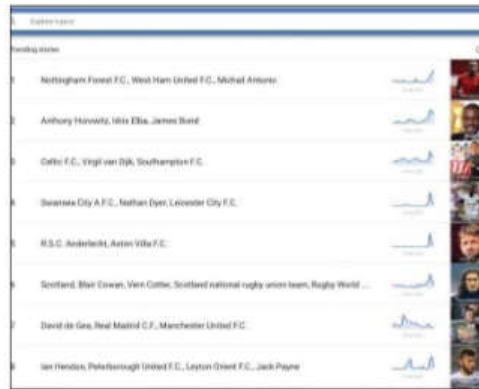 Explore topics
Trending stories
1 Nottingham Forest F.C., West Ham United F.C., Michail Antonio
2 Anthony Horowitz, Idris Elba, James Bond
3 Celtic F.C., Virgil van Dijk, Southampton F.C.
4 Swansea City A.F.C., Nathan Dyer, Leicester City F.C.
5 R.S.C. Anderlecht, Aston Villa F.C.
6 Scotland, Blair Cowan, Vern Cotter, Scotland national rugby union team, Rugby World ...
7 David de Gea, Real Madrid C.F., Manchester United F.C.
8 Ian Hendon, Peterborough United F.C., Leyton Orient F.C., Jack Payne